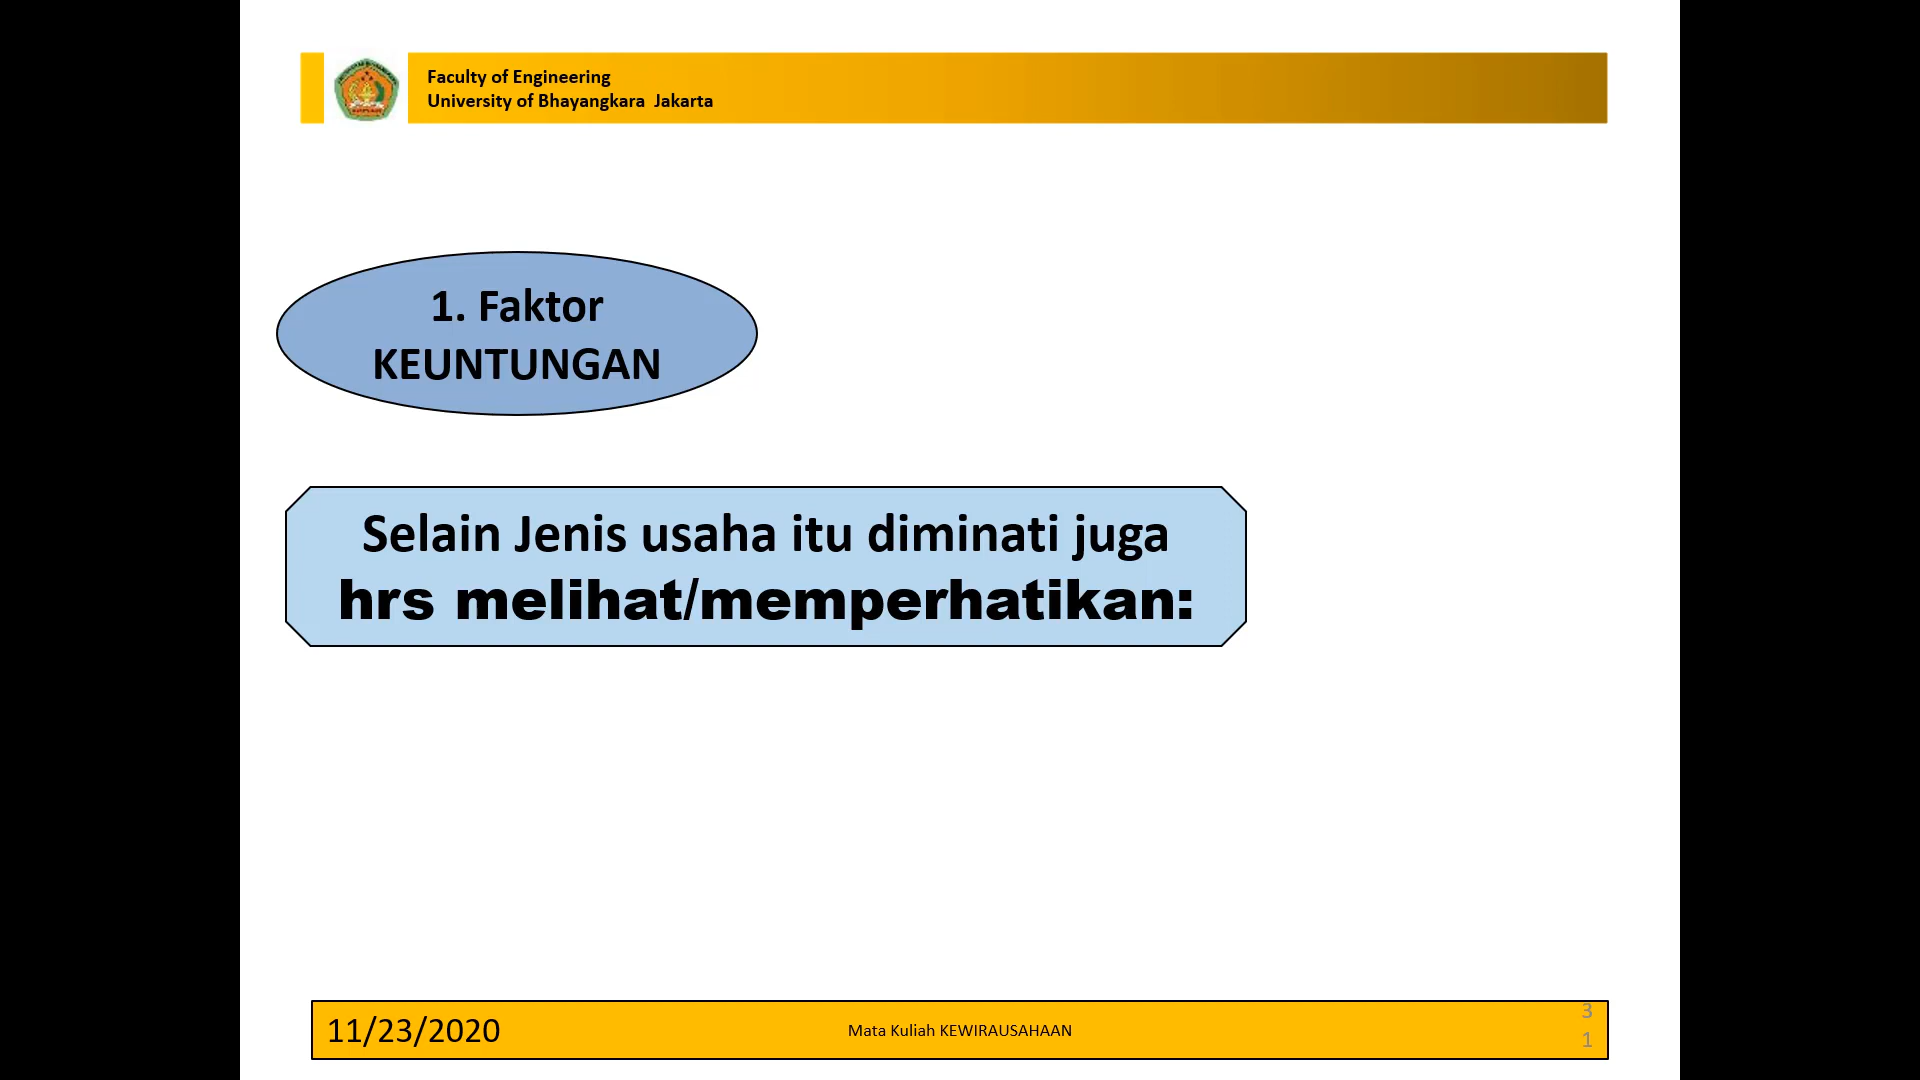 Faculty of Engineering
University of Bhayangkara Jakarta
1. Faktor
KEUNTUNGAN
Selain Jenis usaha itu diminati juga
hrs melihat/memperhatikan:
11/23/2020
Mata Kuliah KEWIRAUSAHAAN
3
1